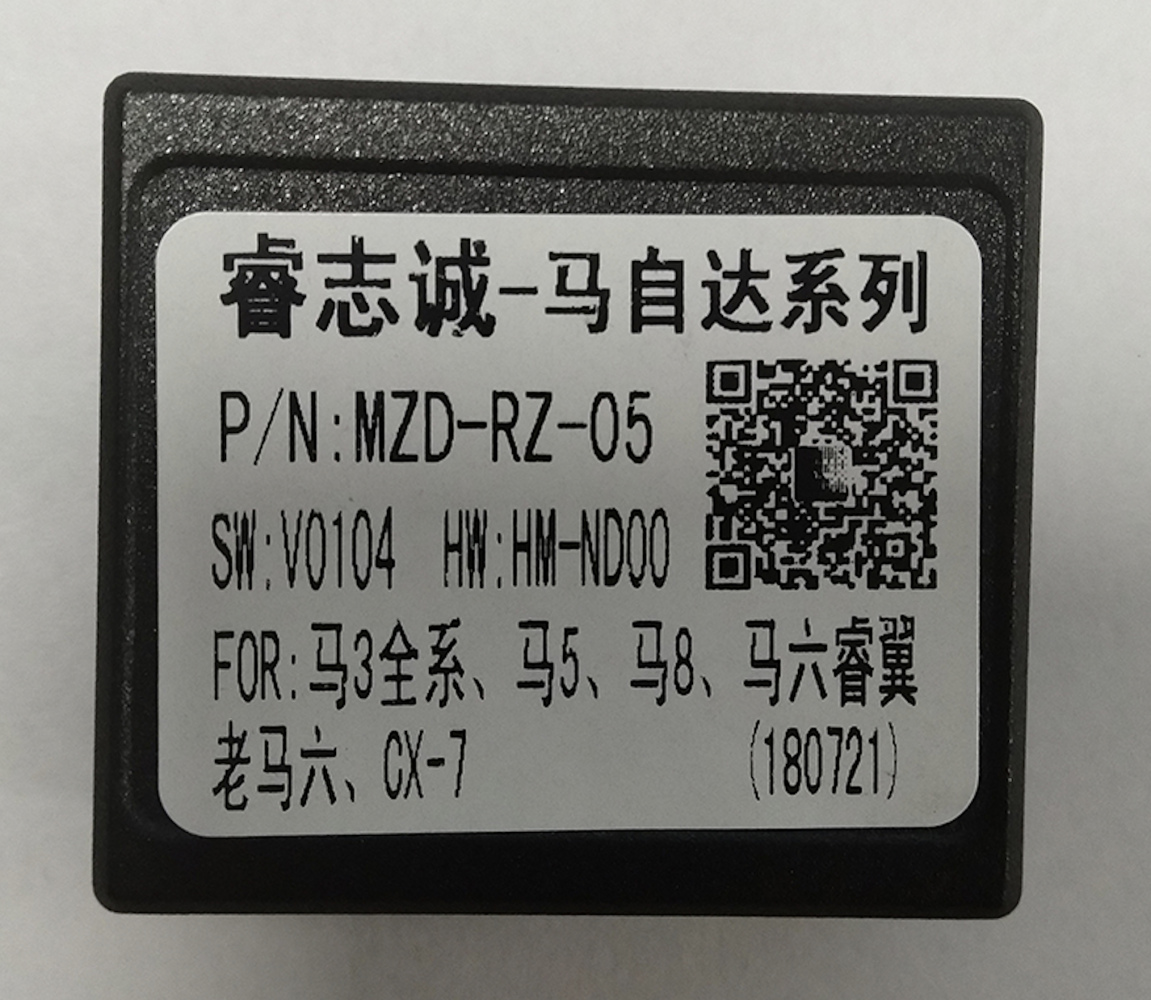 睿志诚-马自达系列
P/N:MZD-RZ-05
SW:V0104 HW:HM-ND00
FOR:马3全系、马5、马8、马六睿翼
老马六、CX-7 (180721)